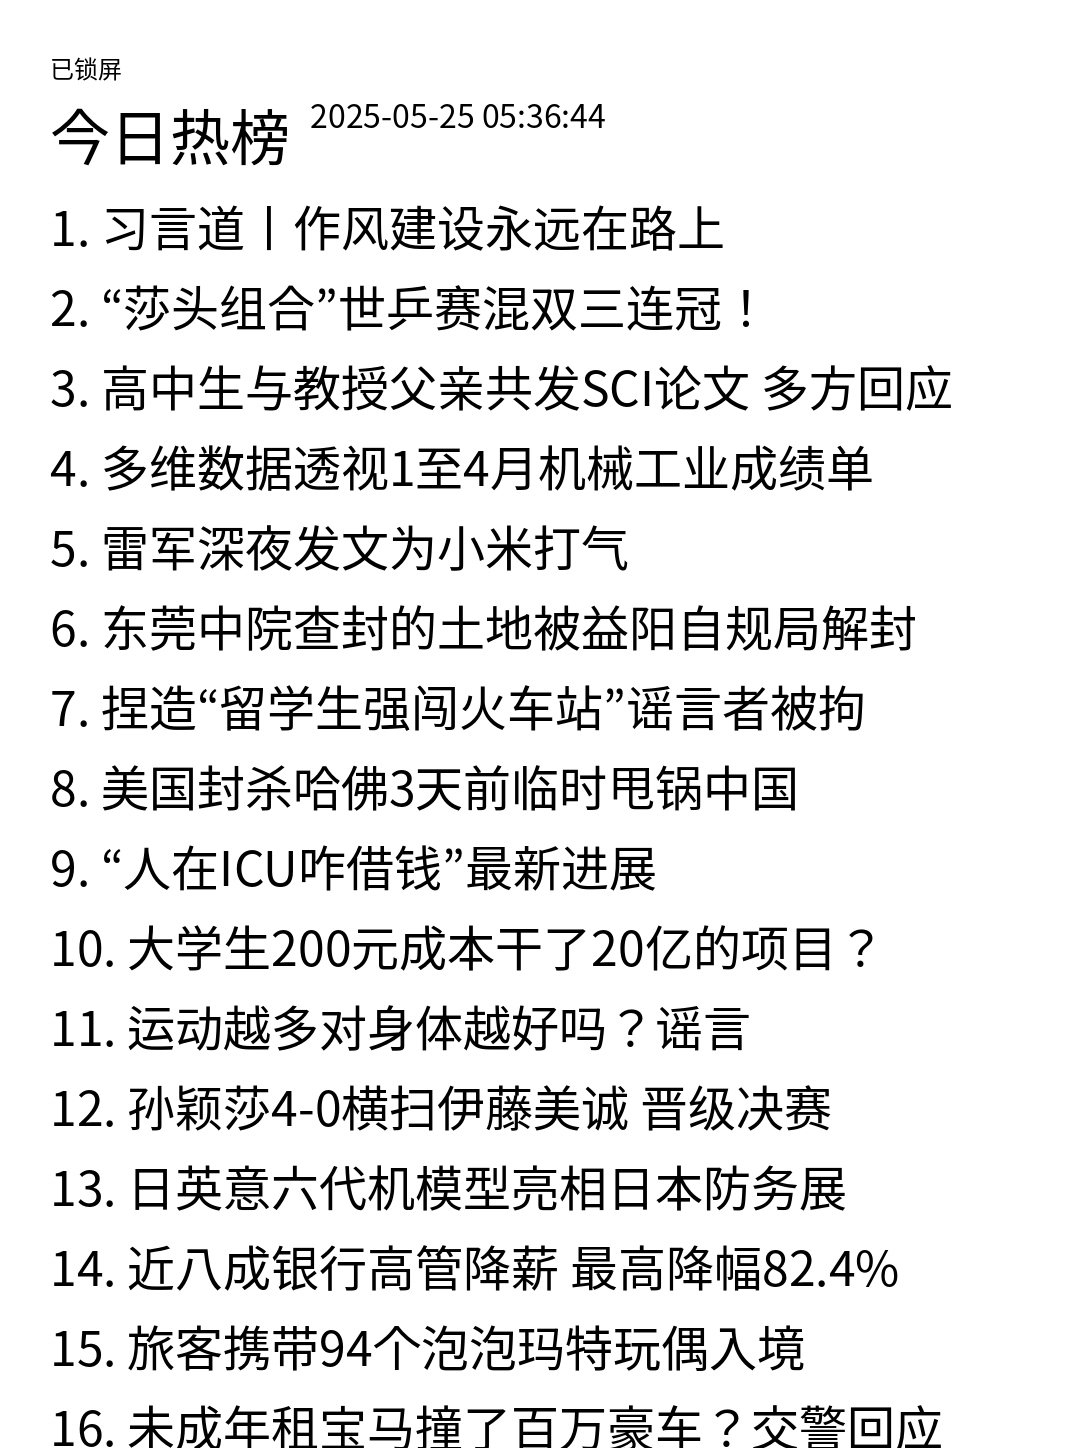 已锁屏
今日热榜 2025-05-25 05:36:44
1. 习言道丨作风建设永远在路上
2. “莎头组合”世乒赛混双三连冠！
3. 高中生与教授父亲共发SCI论文 多方回应
4. 多维数据透视1至4月机械工业成绩单
5. 雷军深夜发文为小米打气
6. 东莞中院查封的土地被益阳自规局解封
7. 捏造“留学生强闯火车站”谣言者被拘
8. 美国封杀哈佛3天前临时甩锅中国
9. “人在ICU咋借钱”最新进展
10. 大学生200元成本干了20亿的项目？
11. 运动越多对身体越好吗？谣言
12. 孙颖莎4-0横扫伊藤美诚 晋级决赛
13. 日英意六代机模型亮相日本防务展
14. 近八成银行高管降薪 最高降幅82.4%
15. 旅客携带94个泡泡玛特玩偶入境
16. 未成年租宝马撞了百万豪车？交警回应